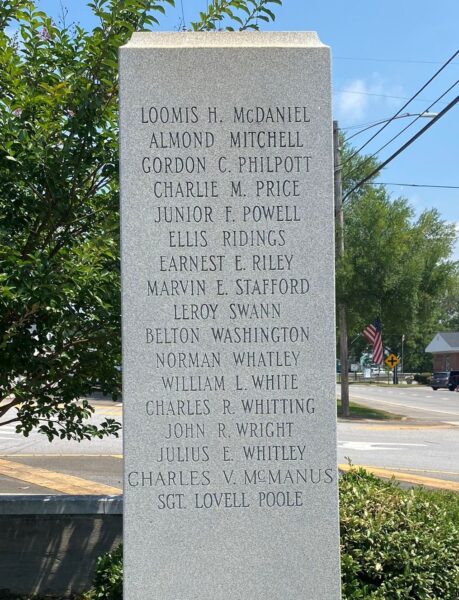 LOOMIS H. McDANIEL
ALMOND MITCHELL
GORDON C. PHILPOTT
CHARLIE M. PRICE
JUNIOR F. POWELL
ELLIS RIDINGS
EARNEST E. RILEY
MARVIN E. STAFFORD
LEROY SWANN
BELTON WASHINGTON
NORMAN WHATLEY
WILLIAM L. WHITE
CHARLES R. WHITTING
JOHN R. WRIGHT
JULIUS E. WHITLEY
CHARLES V. McMANUS
SGT. LOVELL POOLE